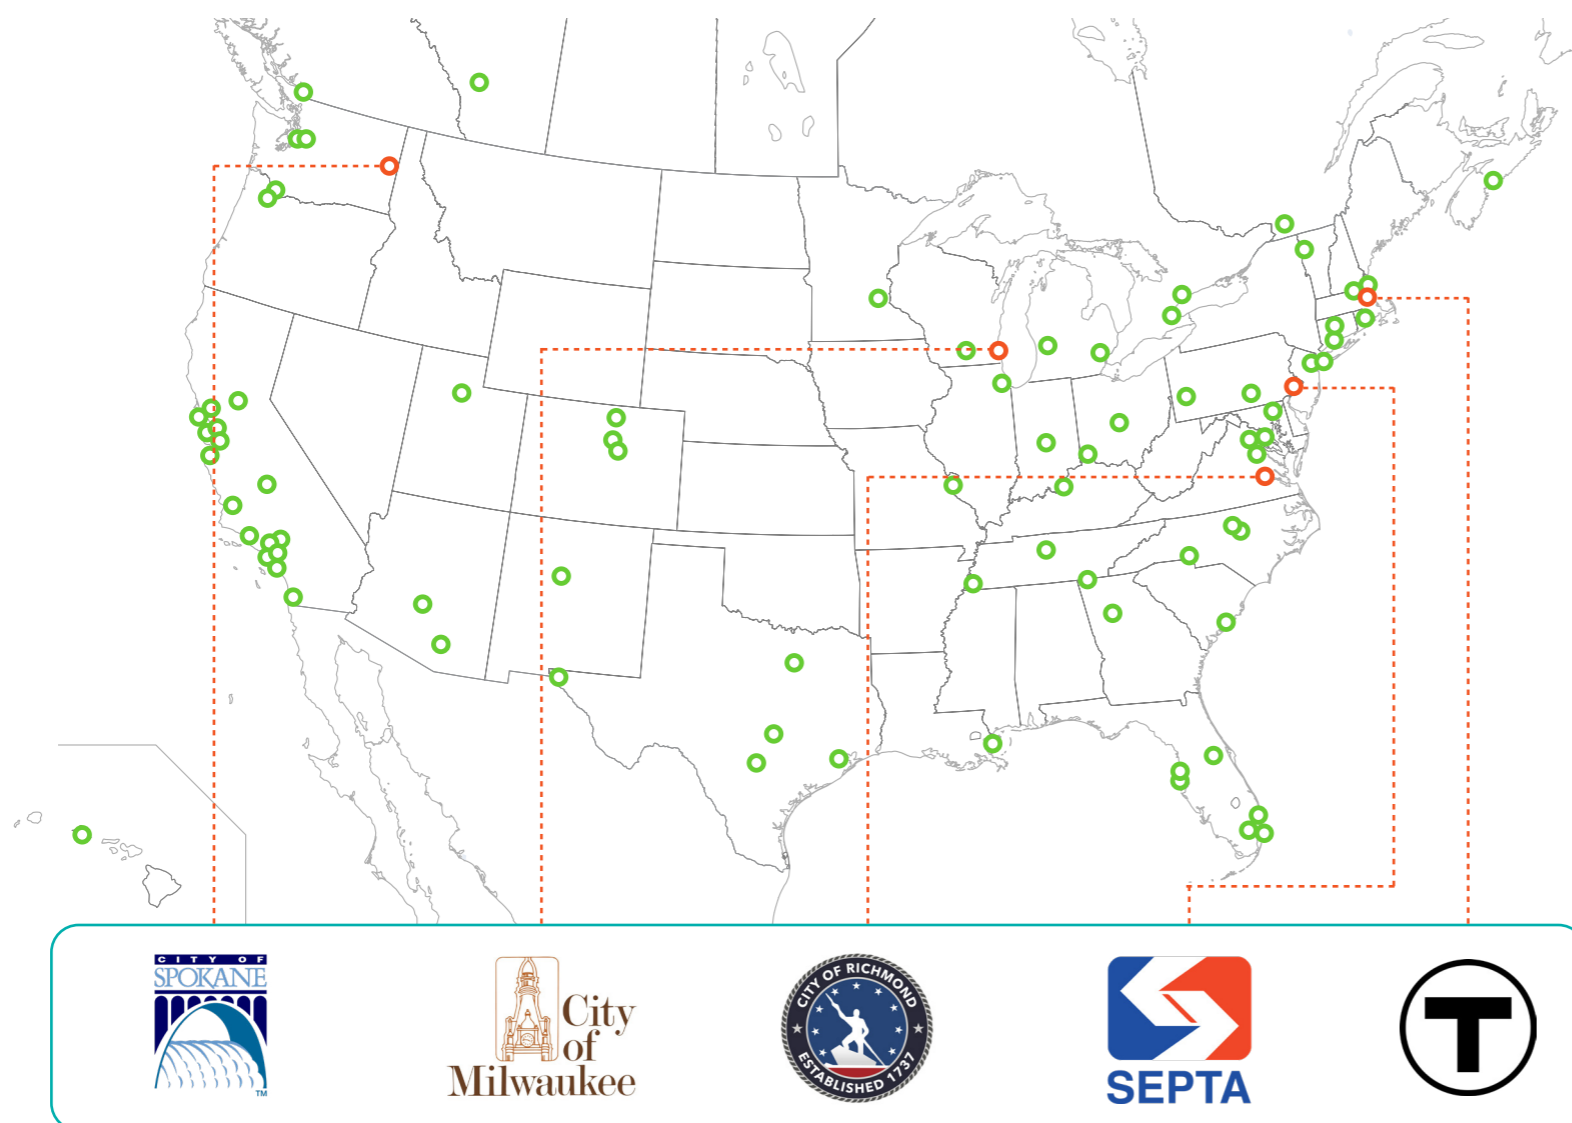 CITY OF
SPOKANE
TM
City
of
Milwaukee
CITY OF RICHMOND
ESTABLISHED 1737
SEPTA
T